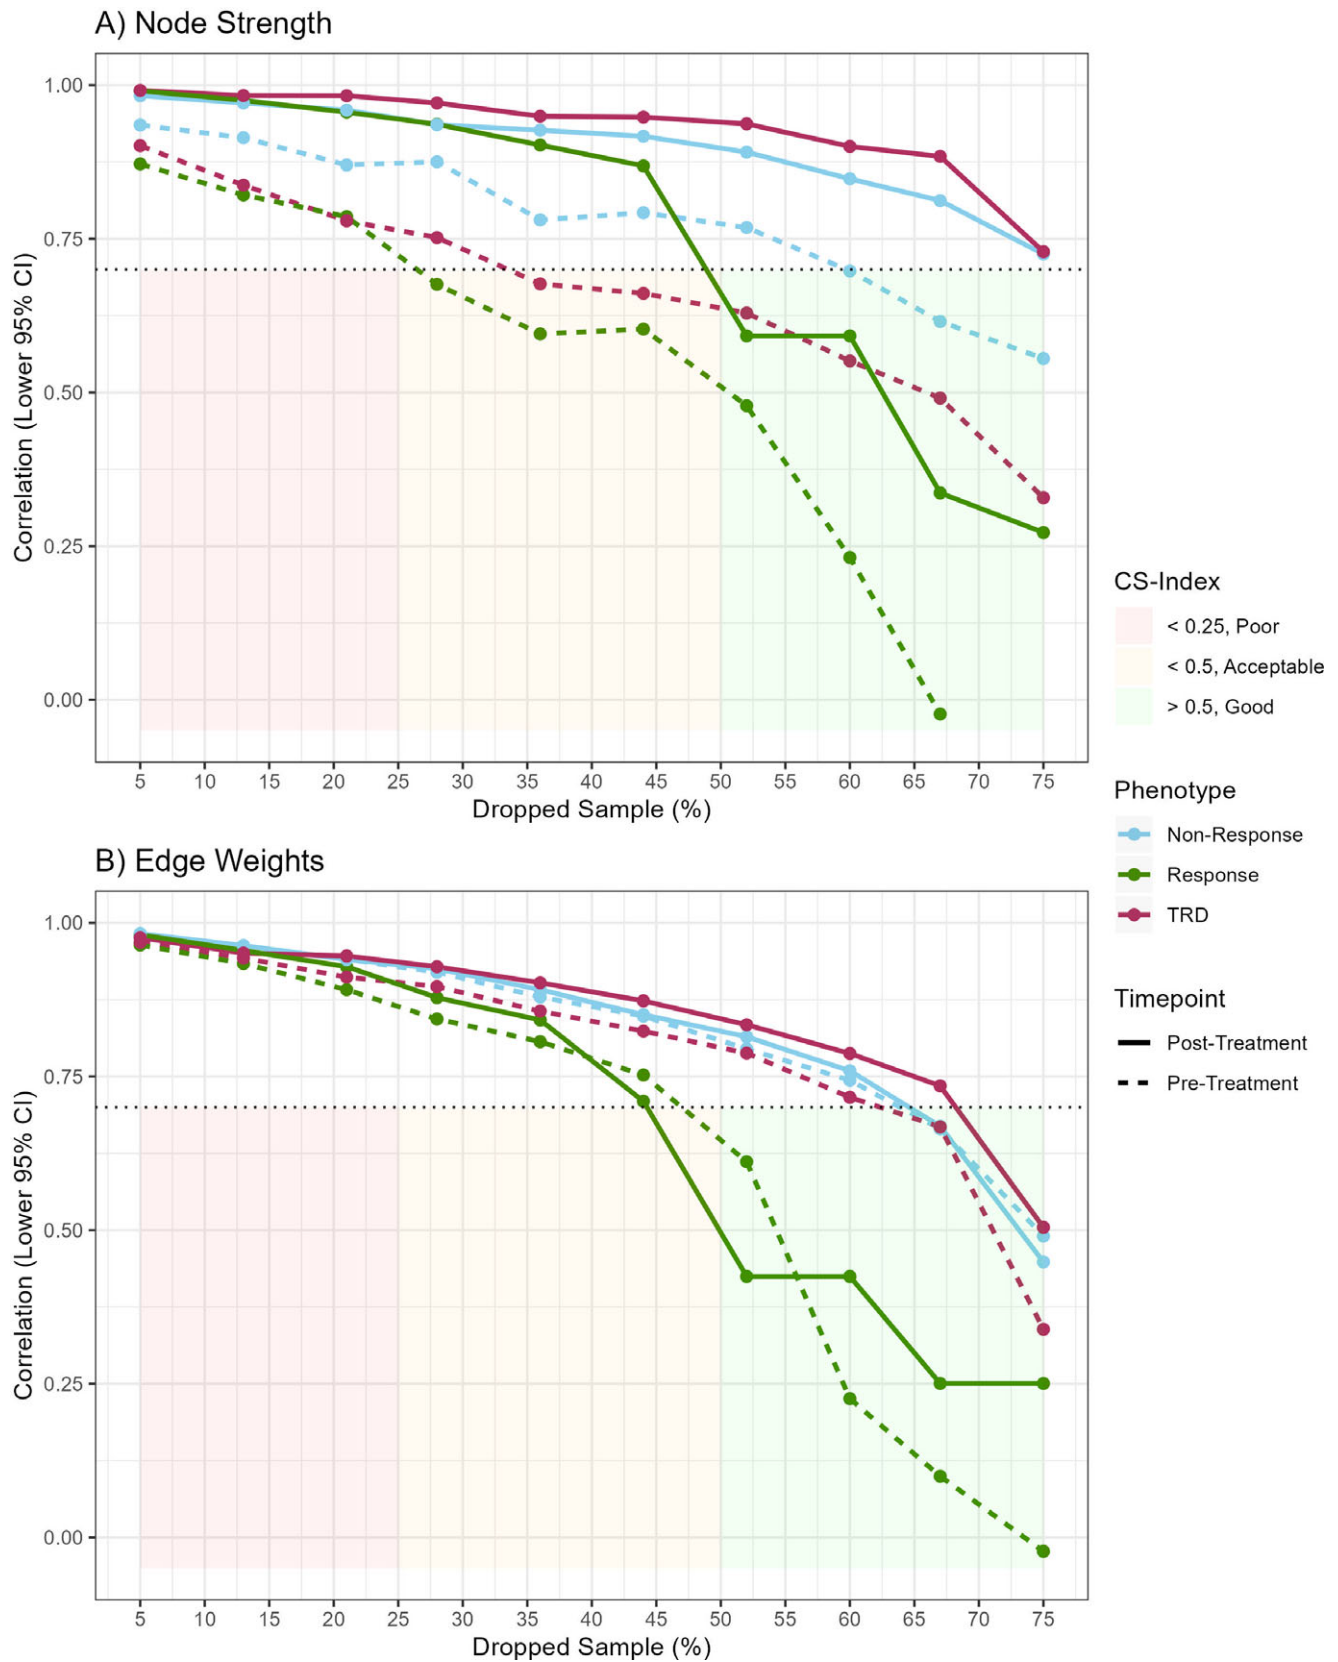 A) Node Strength
Correlation (Lower 95% CI)
1.00
0.75
0.50
0.25
0.00
5 10 15 20 25 30 35 40 45 50 55 60 65 70 75
Dropped Sample (%)
B) Edge Weights
Correlation (Lower 95% CI)
1.00
0.75
0.50
0.25
0.00
5 10 15 20 25 30 35 40 45 50 55 60 65 70 75
Dropped Sample (%)
CS-Index
< 0.25, Poor
< 0.5, Acceptable
> 0.5, Good
Phenotype
Non-Response
Response
TRD
Timepoint
Post-Treatment
Pre-Treatment